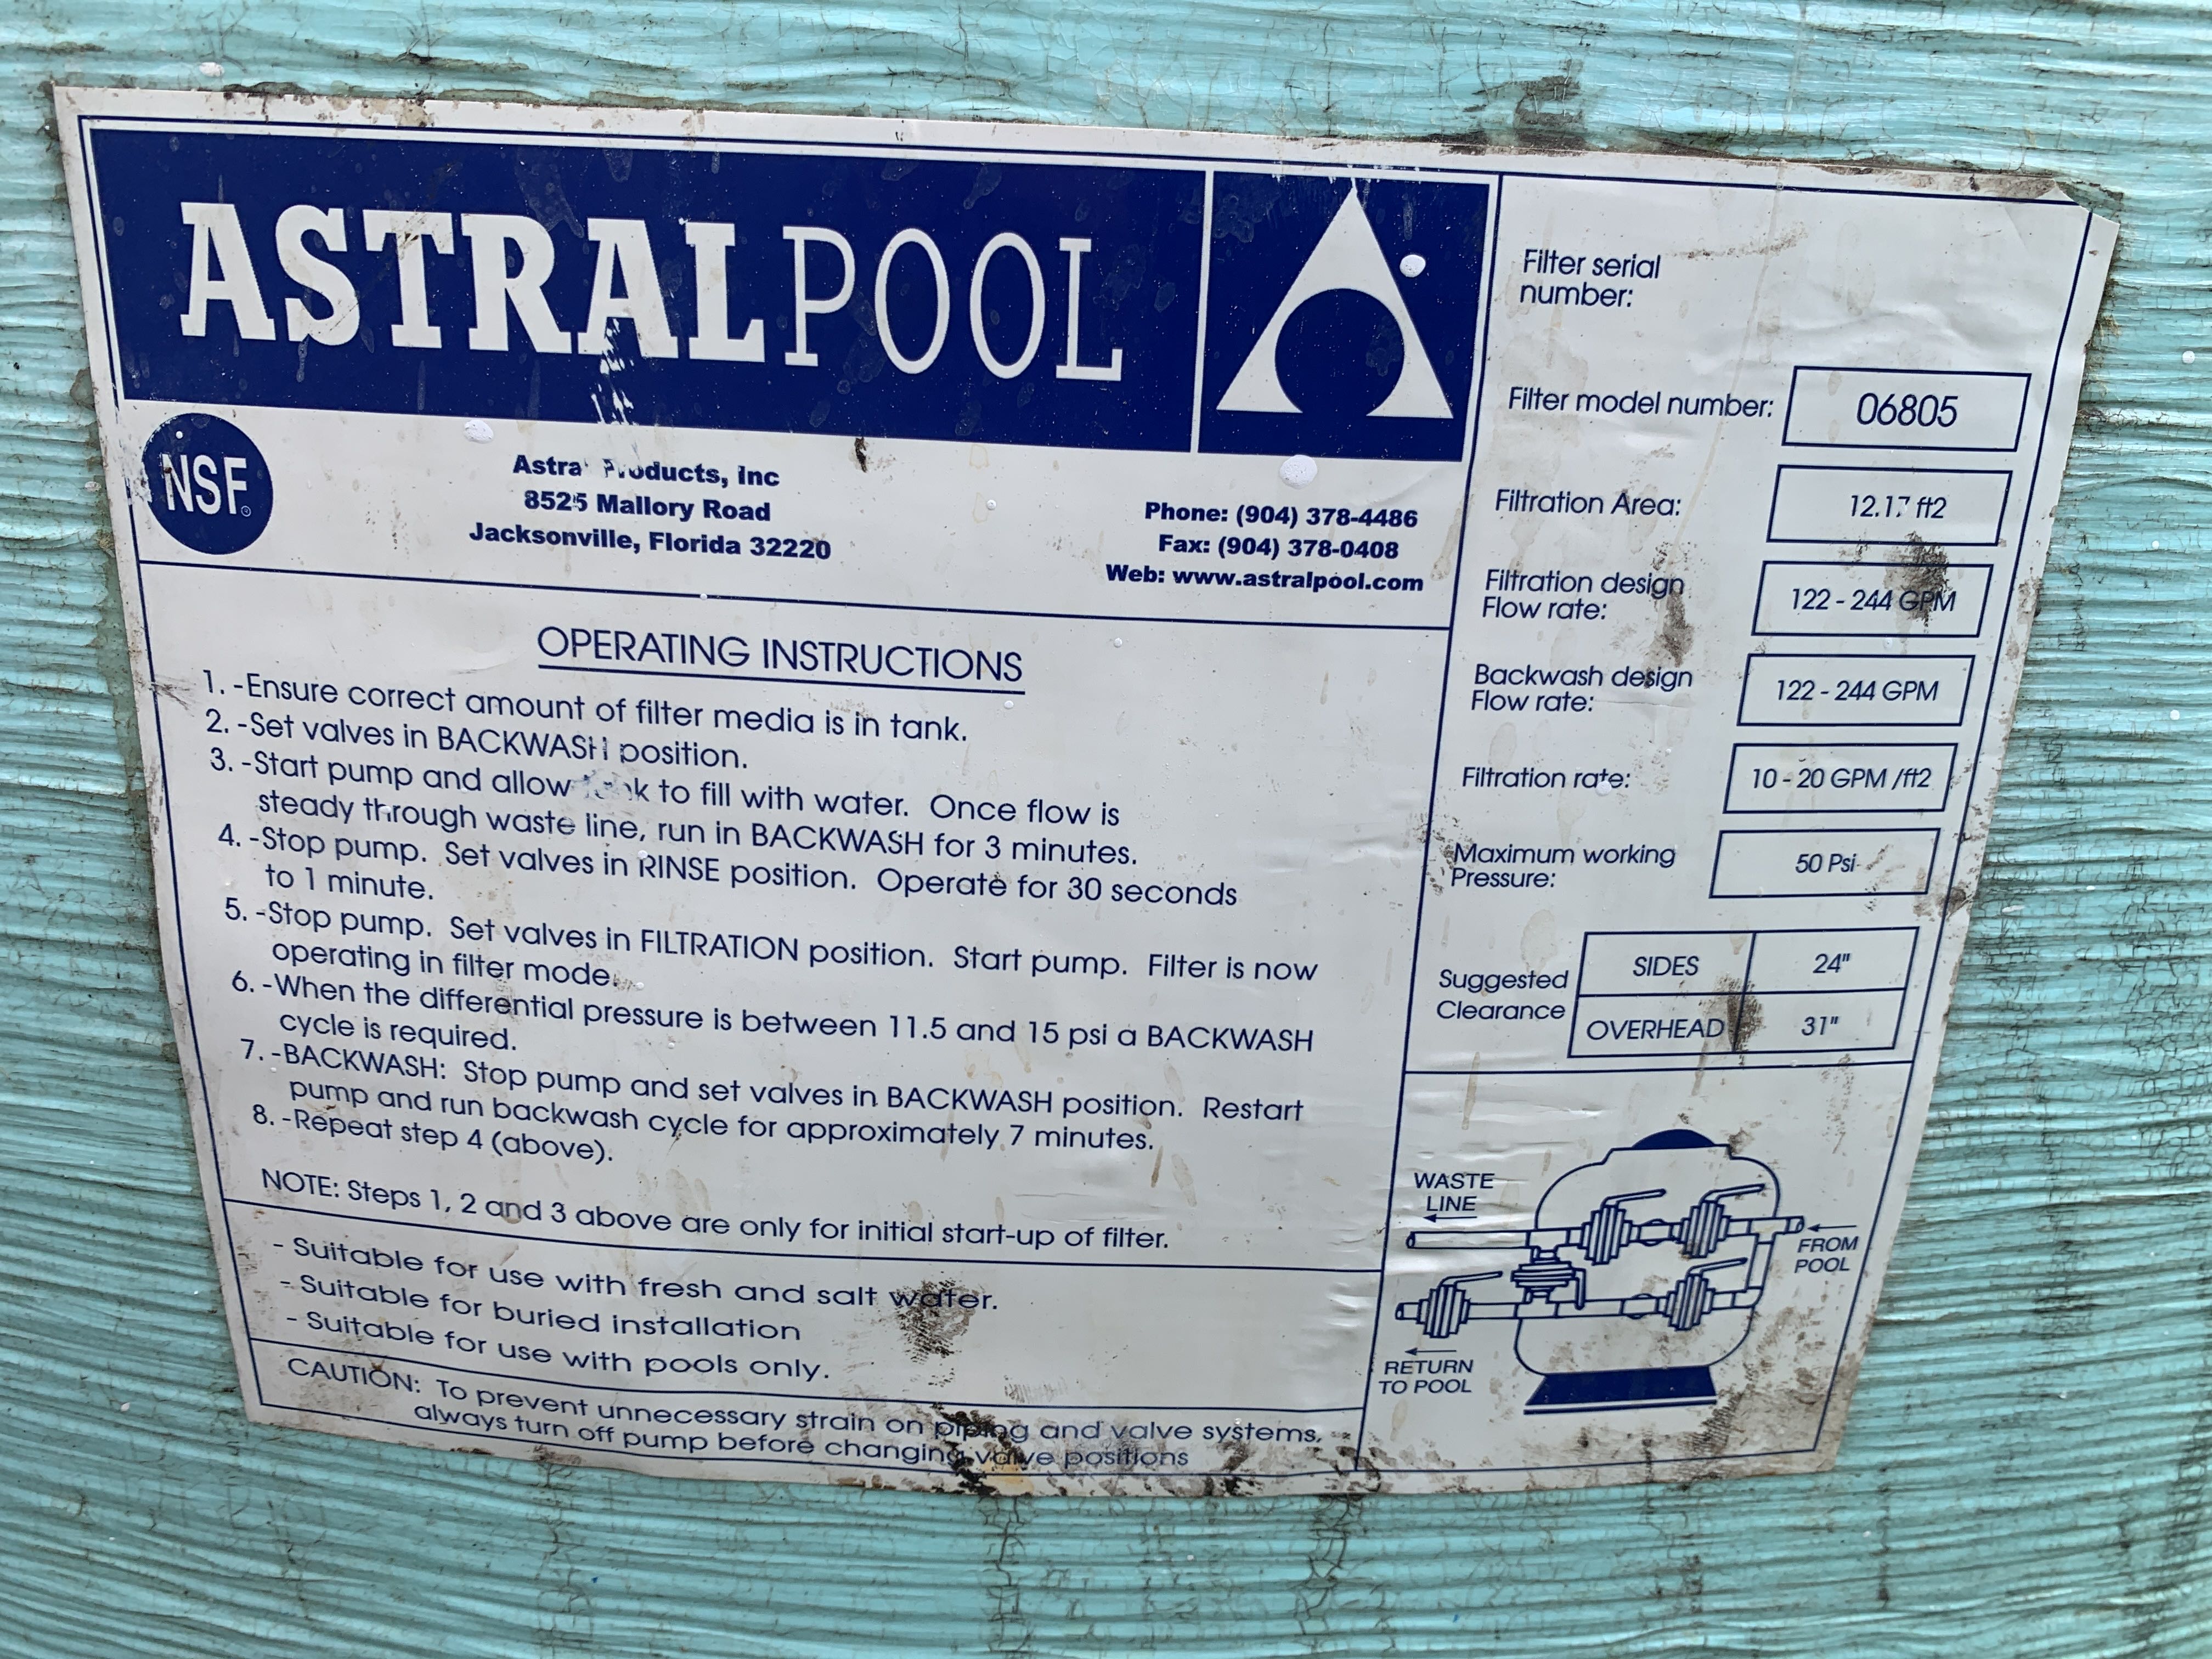 ASTRALPOOL
NSF
Astra Products, Inc
8525 Mallory Road
Jacksonville, Florida 32220
Phone: (904) 378-4486
Fax: (904) 378-0408
Web: www.astralpool.com
OPERATING INSTRUCTIONS
1. -Ensure correct amount of filter media is in tank.
2. -Set valves in BACKWASH position.
3. -Start pump and allow tank to fill with water. Once flow is
steady through waste line, run in BACKWASH for 3 minutes.
4. -Stop pump. Set valves in RINSE position. Operate for 30 seconds
to 1 minute.
5. -Stop pump. Set valves in FILTRATION position. Start pump. Filter is now
operating in filter mode.
6. -When the differential pressure is between 11.5 and 15 psi a BACKWASH
cycle is required.
7. -BACKWASH: Stop pump and set valves in BACKWASH position. Restart
pump and run backwash cycle for approximately 7 minutes.
8. -Repeat step 4 (above).
NOTE: Steps 1, 2 and 3 above are only for initial start-up of filter.
- Suitable for use with fresh and salt water.
- Suitable for buried installation
- Suitable for use with pools only.
CAUTION: To prevent unnecessary strain on piping and valve systems,
always turn off pump before changing valve positions
Filter serial
number:
Filter model number: 06805
Filtration Area: 12.17 ft2
Filtration design
Flow rate: 122 - 244 GPM
Backwash design
Flow rate: 122 - 244 GPM
Filtration rate: 10 - 20 GPM /ft2
Maximum working
Pressure: 50 Psi
Suggested
Clearance
SIDES 24"
OVERHEAD 31"
WASTE
LINE
FROM
POOL
RETURN
TO POOL